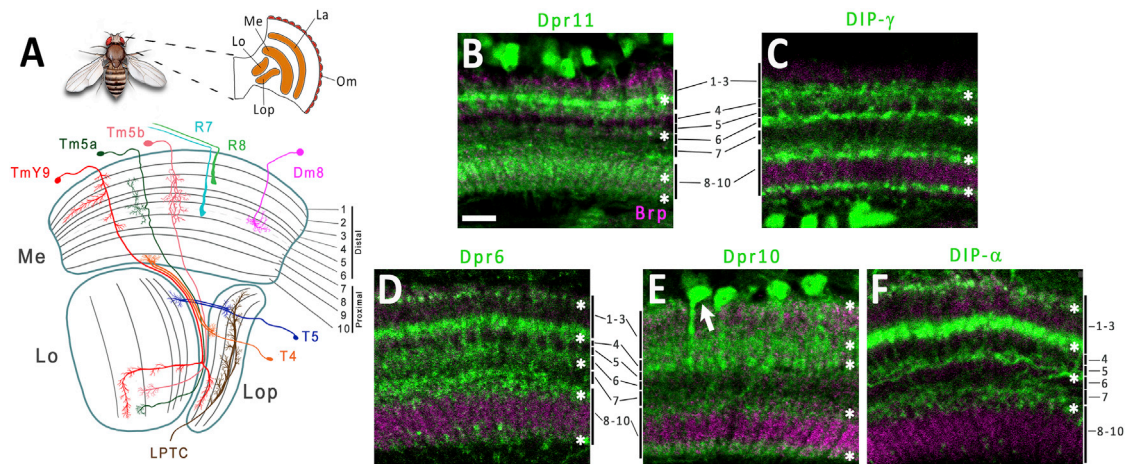 A
Me
La
Lo
Om
Lop
R7
Tm5b
R8
Tm5a
TmY9
Dm8
1
2
3
4
5
6
7
8
9
10
Distal
Proximal
Me
T5
T4
Lo
Lop
LPTC
Dpr11
B
*
*
*
*
Brp
1-3
4
5
6
7
8-10
DIP-γ
C
*
*
*
*
Dpr6
D
*
*
*
*
*
1-3
4
5
6
7
8-10
Dpr10
E
*
*
*
*
DIP-α
F
*
*
*
*
1-3
4
5
6
7
8-10